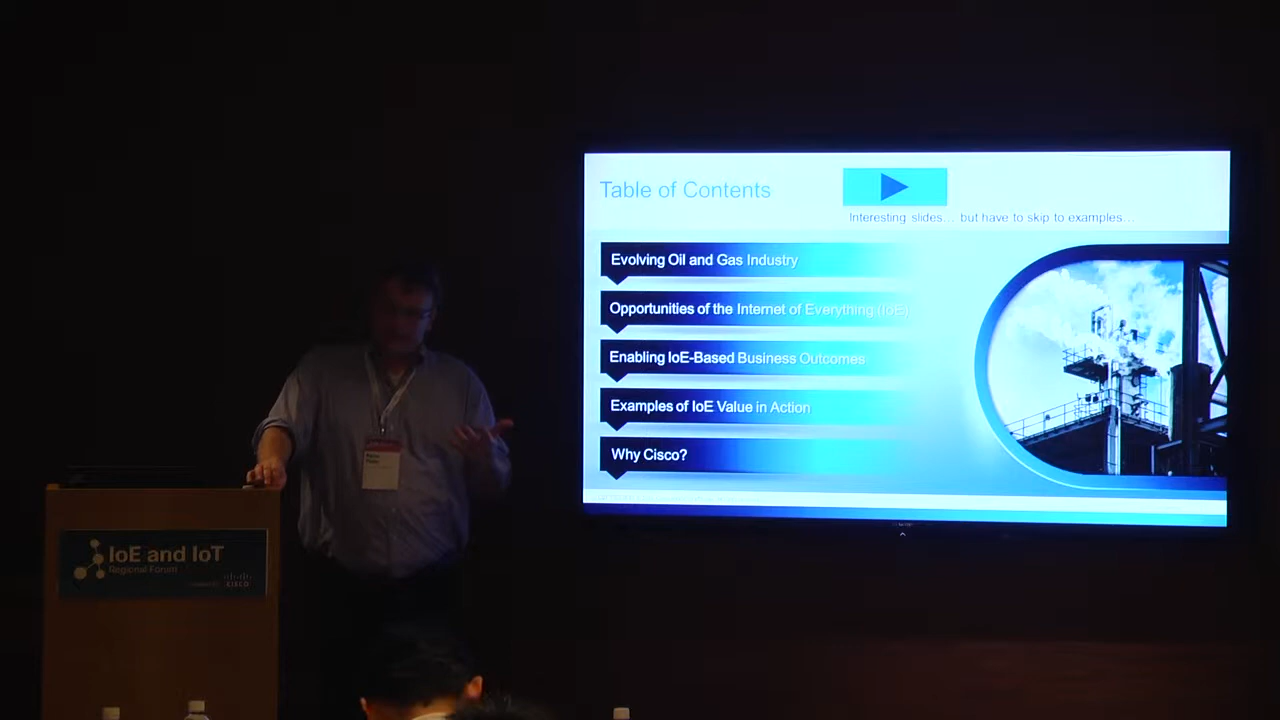 Table of Contents
Interesting slides... but have to skip to examples...
Evolving Oil and Gas Industry
Opportunities of the Internet of Everything (IoE)
Enabling IoE-Based Business Outcomes
Examples of IoE Value in Action
Why Cisco?
IoE and IoT
Regional Forum
CISCO